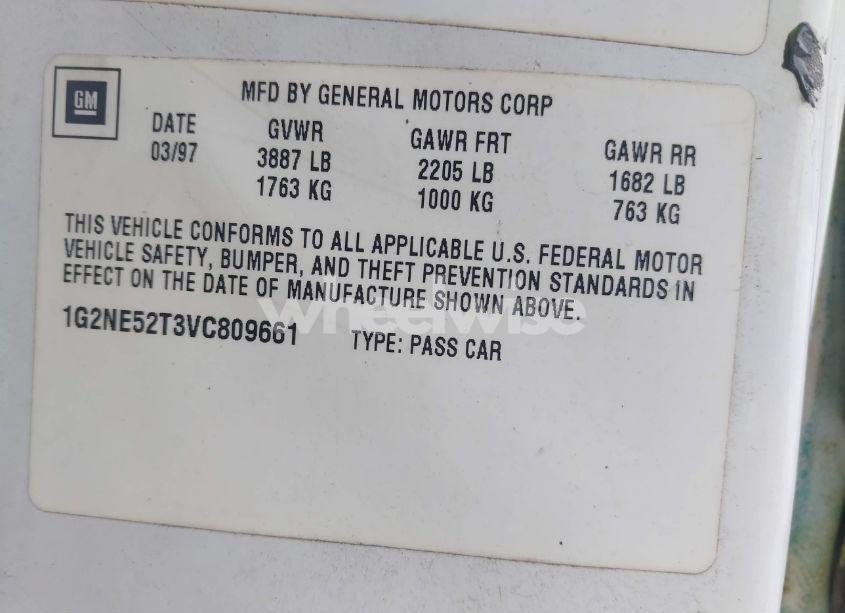 GM
MFD BY GENERAL MOTORS CORP
DATE GVWR GAWR FRT GAWR RR
03/97 3887 LB 2205 LB 1682 LB
1763 KG 1000 KG 763 KG
THIS VEHICLE CONFORMS TO ALL APPLICABLE U.S. FEDERAL MOTOR
VEHICLE SAFETY, BUMPER, AND THEFT PREVENTION STANDARDS IN
EFFECT ON THE DATE OF MANUFACTURE SHOWN ABOVE.
wheelwise
1G2NE52T3VC809661 TYPE: PASS CAR